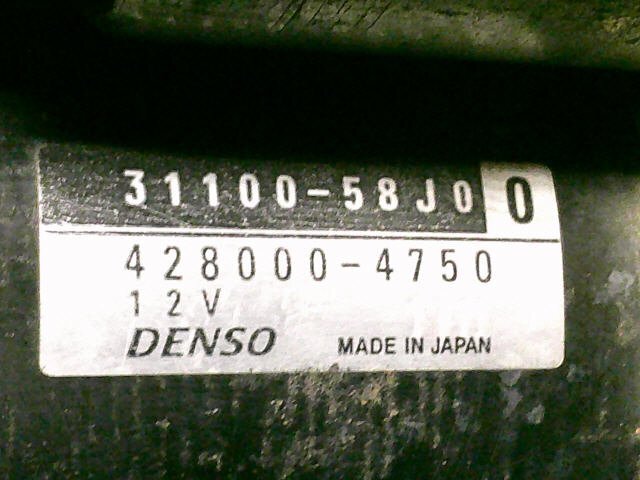 31100-58J0 0
428000-4750
12V
DENSO MADE IN JAPAN